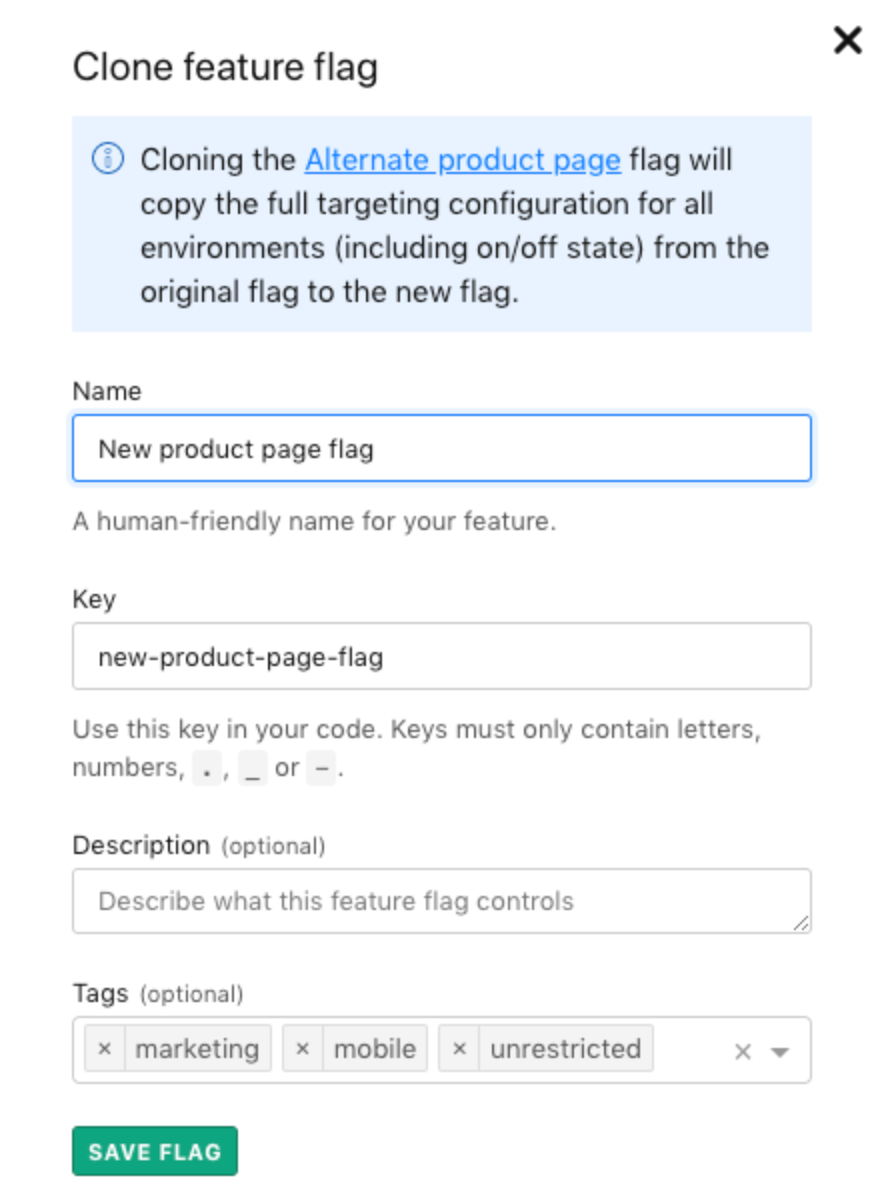 Clone feature flag
Cloning the Alternate product page flag will
copy the full targeting configuration for all
environments (including on/off state) from the
original flag to the new flag.
Name
New product page flag
A human-friendly name for your feature.
Key
new-product-page-flag
Use this key in your code. Keys must only contain letters,
numbers, . , _ or - .
Description (optional)
Describe what this feature flag controls
Tags (optional)
× marketing × mobile × unrestricted
SAVE FLAG